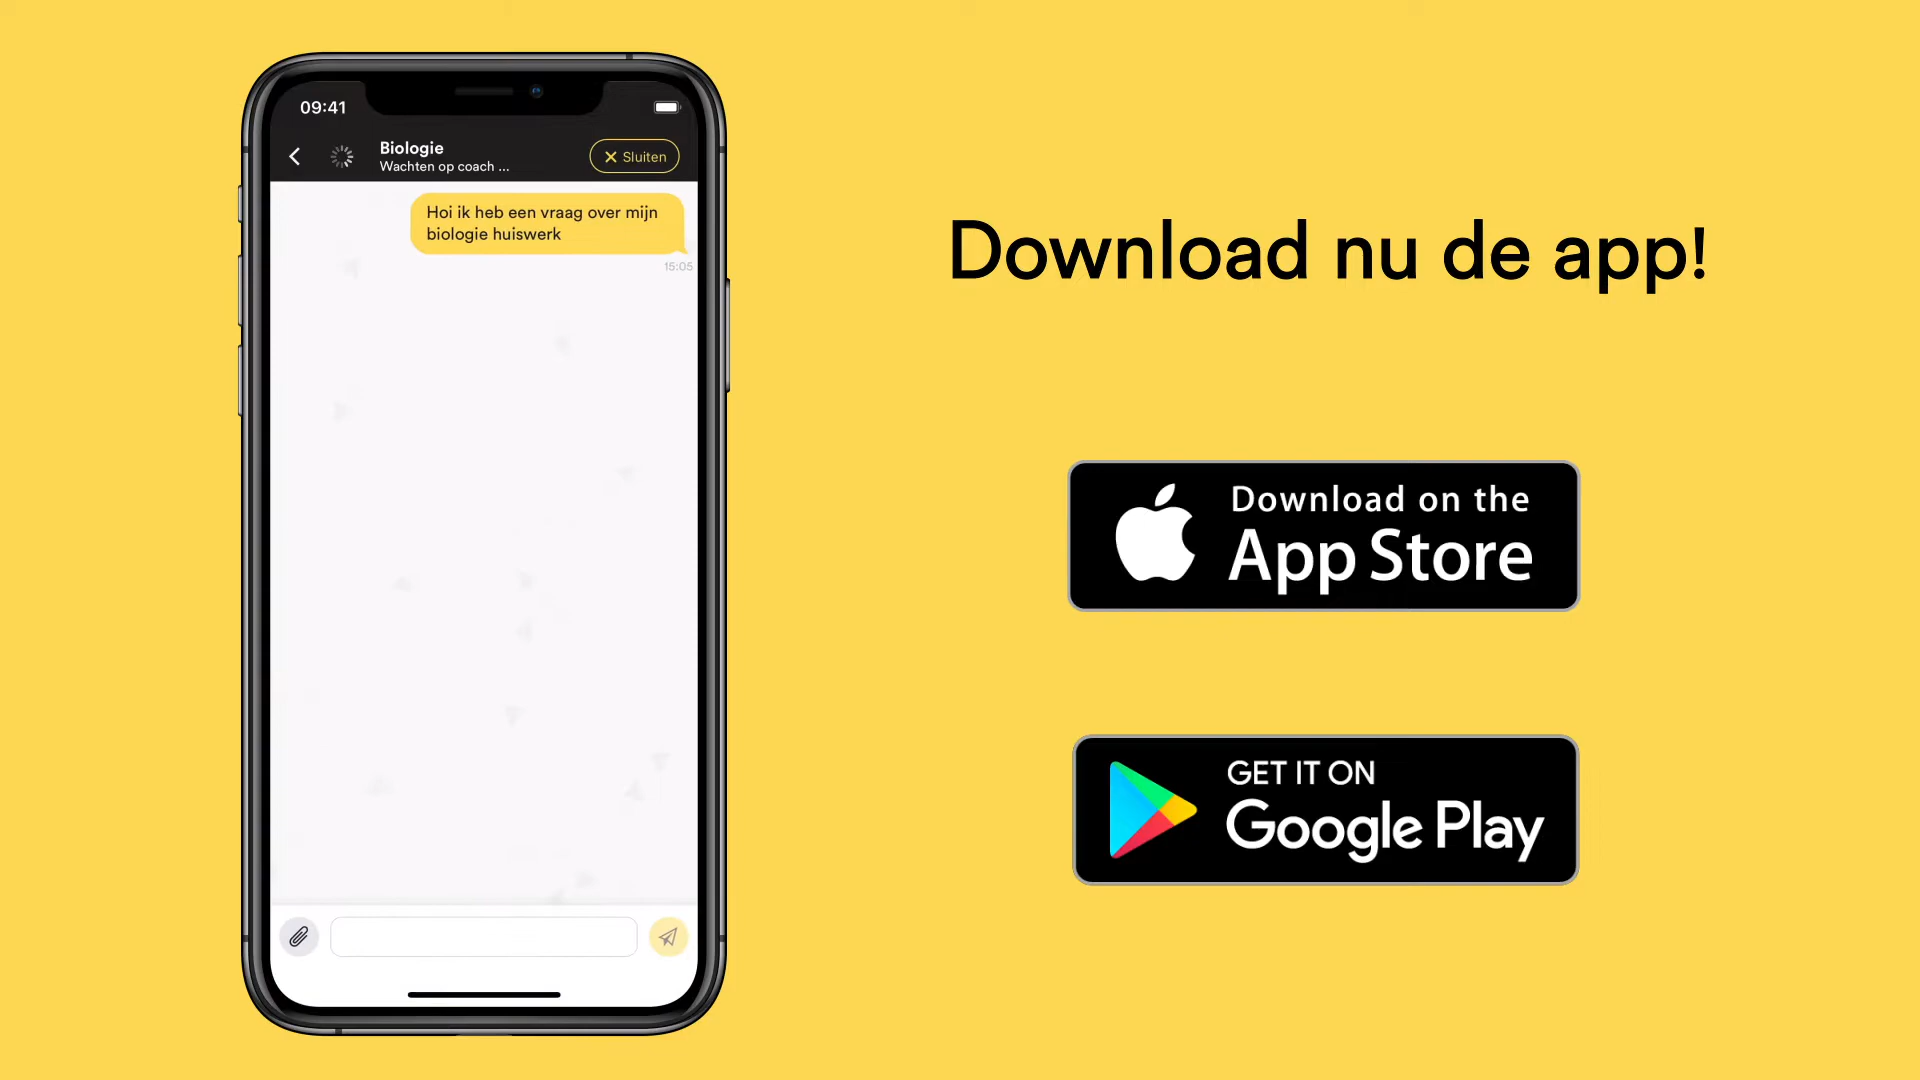 09:41
Biologie
Wachten op coach ...
Sluiten
Hoi ik heb een vraag over mijn
biologie huiswerk
15:05
Download nu de app!
Download on the
App Store
GET IT ON
Google Play